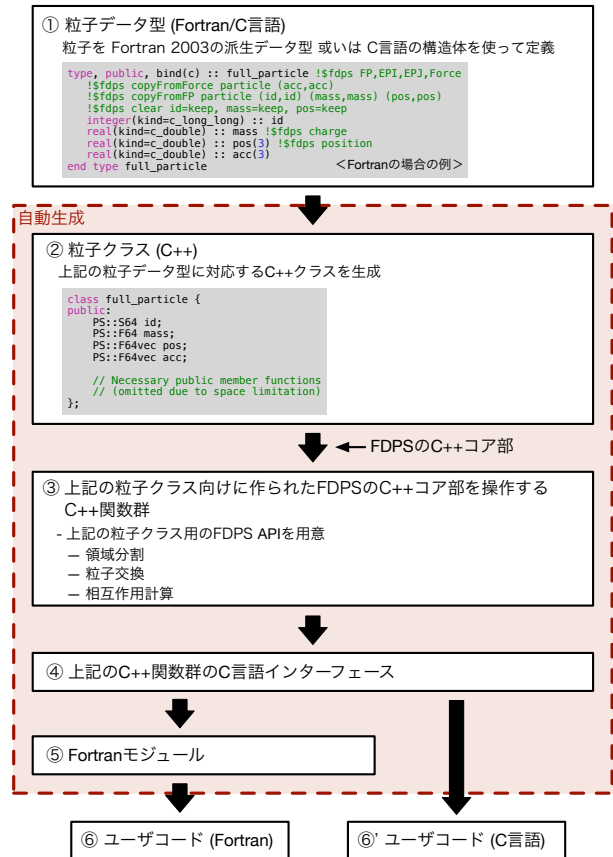 ① 粒子データ型 (Fortran/C言語)
粒子を Fortran 2003の派生データ型 或いは C言語の構造体を使って定義
type, public, bind(c) :: full_particle !$fdps FP,EPI,EPJ,Force
!$fdps copyFromForce particle (acc,acc)
!$fdps copyFromFP particle (id,id) (mass,mass) (pos,pos)
!$fdps clear id=keep, mass=keep, pos=keep
integer(kind=c_long_long) :: id
real(kind=c_double) :: mass !$fdps charge
real(kind=c_double) :: pos(3) !$fdps position
real(kind=c_double) :: acc(3)
end type full_particle
<Fortranの場合の例>
自動生成
② 粒子クラス (C++)
上記の粒子データ型に対応するC++クラスを生成
class full_particle {
public:
PS::S64 id;
PS::F64 mass;
PS::F64vec pos;
PS::F64vec acc;
// Necessary public member functions
// (omitted due to space limitation)
};
FDPSのC++コア部
③ 上記の粒子クラス向けに作られたFDPSのC++コア部を操作する
C++関数群
- 上記の粒子クラス用のFDPS APIを用意
— 領域分割
— 粒子交換
— 相互作用計算
④ 上記のC++関数群のC言語インターフェース
⑤ Fortranモジュール
⑥ ユーザコード (Fortran)
⑥’ ユーザコード (C言語)